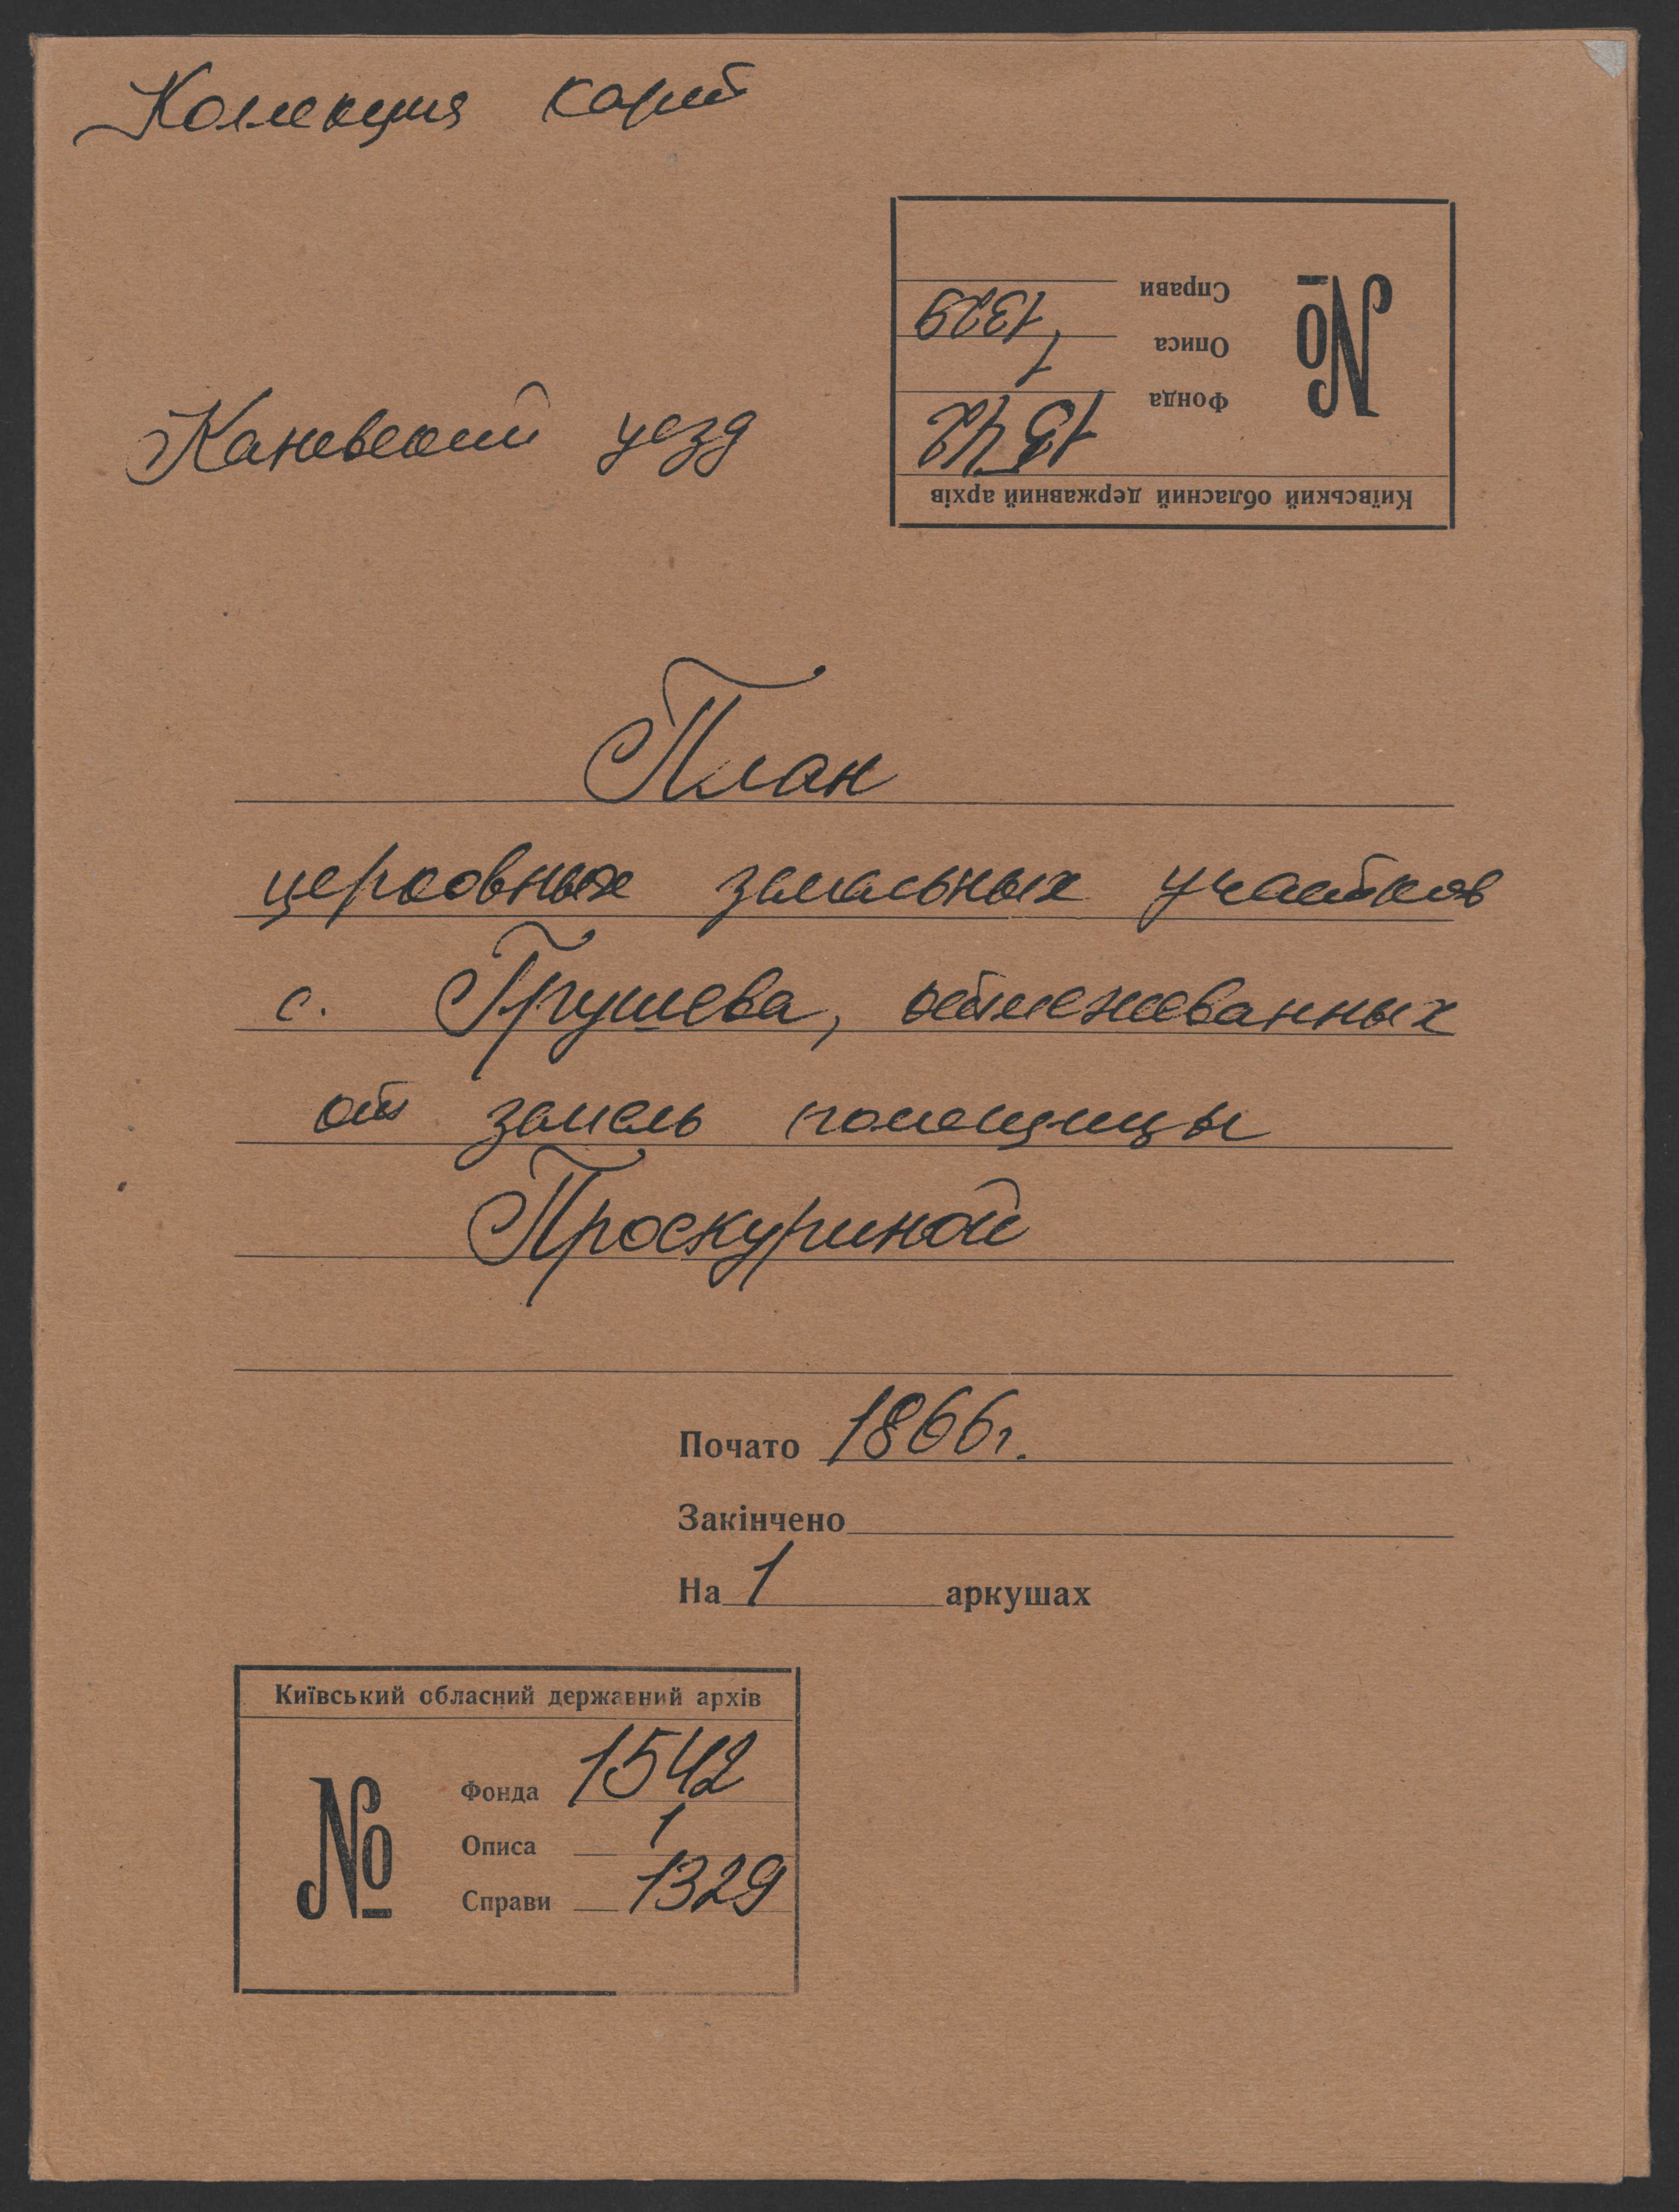 Коллекция карт
Справи 1329
Описа 1
Фонда 1542
№
Київський обласний державний архів
Каневский уезд
План
церковных земельных участков
с. Грушева, отмежеванных
от земель помещицы
Проскуриной
Почато 1866г.
Закінчено
На 1 аркушах
Київський обласний державний архів
№
Фонда 1542
Описа 1
Справи 1329